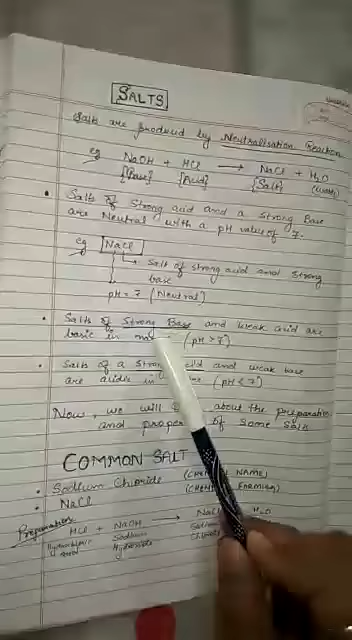 SALTS
Salts are produced by Neutralisation Reaction
eg NaOH + HCl → NaCl + H₂O
{Base} {Acid} {Salt} (Water)
• Salts of Strong acid and a Strong Base
are Neutral with a pH value of 7.
eg NaCl
→ Salt of strong acid and strong
base
pH = 7 (Neutral)
• Salts of Strong Base and weak acid are
basic in (pH > 7)
• Salts of a Strong acid and weak base
are acidic in (pH < 7)
Now, we will about the preparation
and of some salts
COMMON SALT
• Sodium Chloride (CHEMICAL NAME)
• NaCl (CHEMICAL FORMULA)
Preparation
HCl + NaOH → NaCl H₂O
Hydrochloric Sodium Sodium
acid Hydroxide Chloride